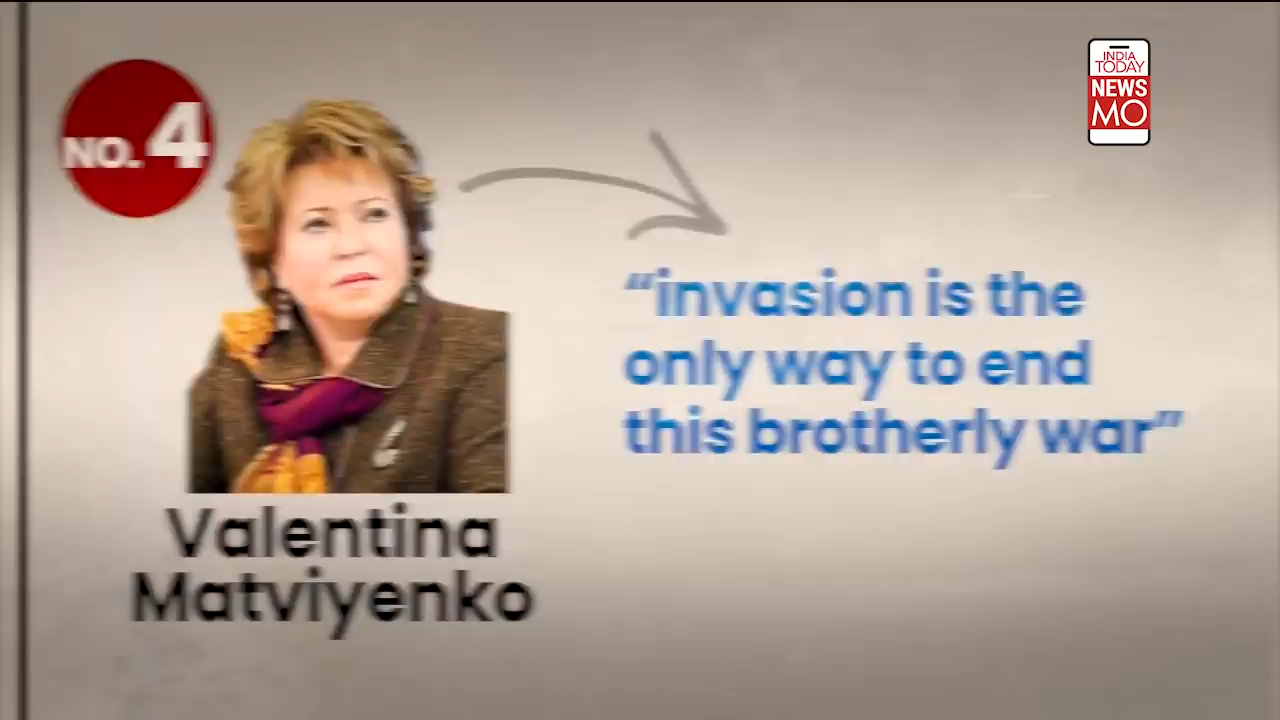 NO. 4
INDIA
TODAY
NEWS
MO
“invasion is the
only way to end
this brotherly war”
Valentina
Matviyenko